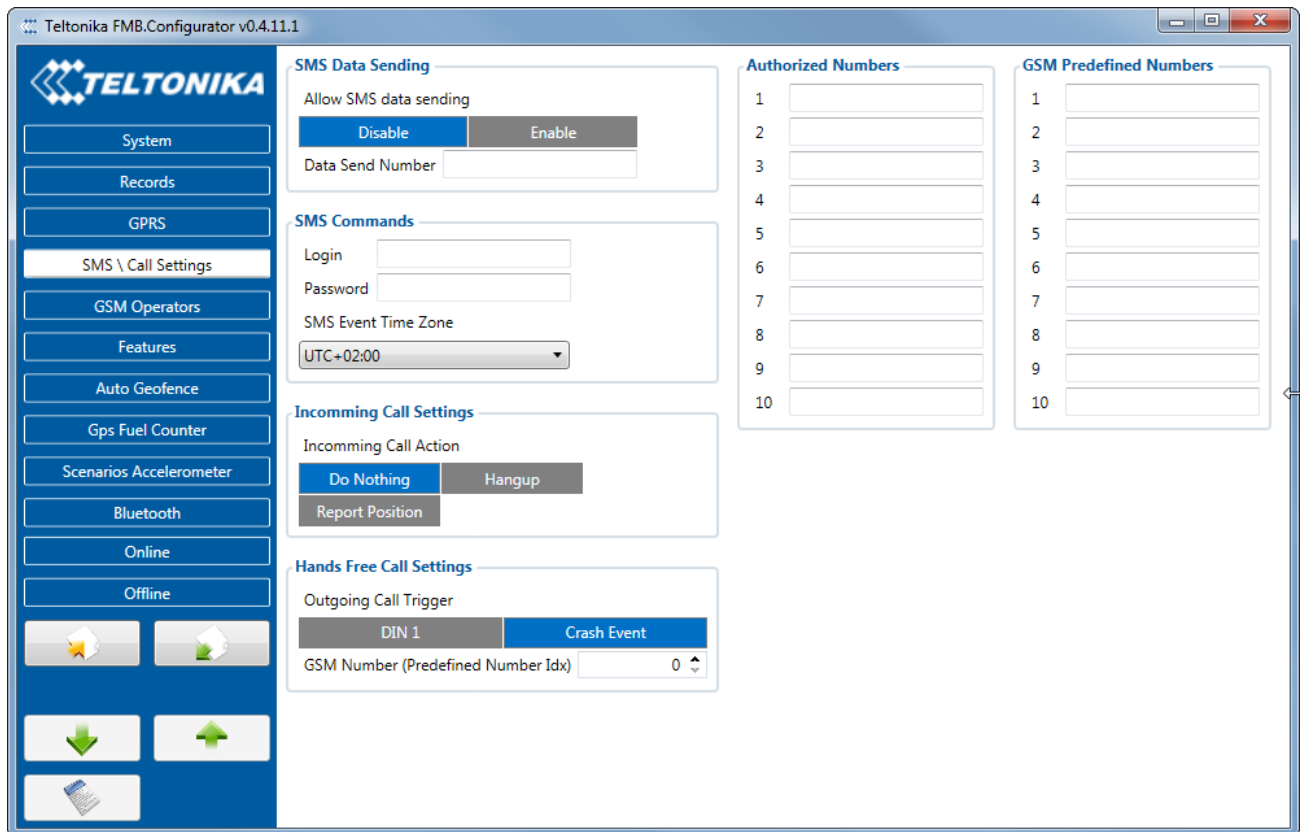 Teltonika FMB.Configurator v0.4.11.1
TELTONIKA
System
Records
GPRS
SMS \ Call Settings
GSM Operators
Features
Auto Geofence
Gps Fuel Counter
Scenarios Accelerometer
Bluetooth
Online
Offline
SMS Data Sending
Allow SMS data sending
Disable Enable
Data Send Number
SMS Commands
Login
Password
SMS Event Time Zone
UTC+02:00
Incomming Call Settings
Incomming Call Action
Do Nothing Hangup
Report Position
Hands Free Call Settings
Outgoing Call Trigger
DIN 1 Crash Event
GSM Number (Predefined Number Idx) 0
Authorized Numbers
1
2
3
4
5
6
7
8
9
10
GSM Predefined Numbers
1
2
3
4
5
6
7
8
9
10